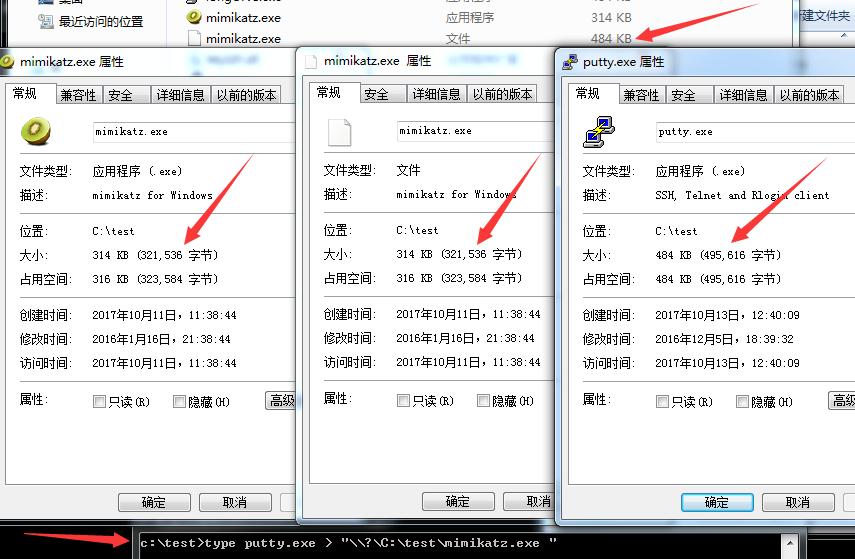 最近访问的位置
mimikatz.exe 应用程序 314 KB
mimikatz.exe 文件 484 KB
新建文件夹
mimikatz.exe 属性
常规 兼容性 安全 详细信息 以前的版本
mimikatz.exe
文件类型: 应用程序 (.exe)
描述: mimikatz for Windows
位置: C:\test
大小: 314 KB (321,536 字节)
占用空间: 316 KB (323,584 字节)
创建时间: 2017年10月11日，11:38:44
修改时间: 2016年1月16日，21:38:44
访问时间: 2017年10月11日，11:38:44
属性: 只读(R) 隐藏(H) 高级
确定 取消
mimikatz.exe 属性
常规 安全 详细信息 以前的版本
mimikatz.exe
文件类型: 文件
描述: mimikatz for Windows
位置: C:\test
大小: 314 KB (321,536 字节)
占用空间: 316 KB (323,584 字节)
创建时间: 2017年10月11日，11:38:44
修改时间: 2016年1月16日，21:38:44
访问时间: 2017年10月11日，11:38:44
属性: 只读(R) 隐藏(H)
确定 取消
putty.exe 属性
常规 兼容性 安全 详细信息 以前的版本
putty.exe
文件类型: 应用程序 (.exe)
描述: SSH, Telnet and Rlogin client
位置: C:\test
大小: 484 KB (495,616 字节)
占用空间: 484 KB (495,616 字节)
创建时间: 2017年10月13日，12:40:09
修改时间: 2016年12月5日，18:39:32
访问时间: 2017年10月13日，12:40:09
属性: 只读(R) 隐藏(H) 高级
确定 取消
c:\test>type putty.exe > "\\?\C:\test\mimikatz.exe "